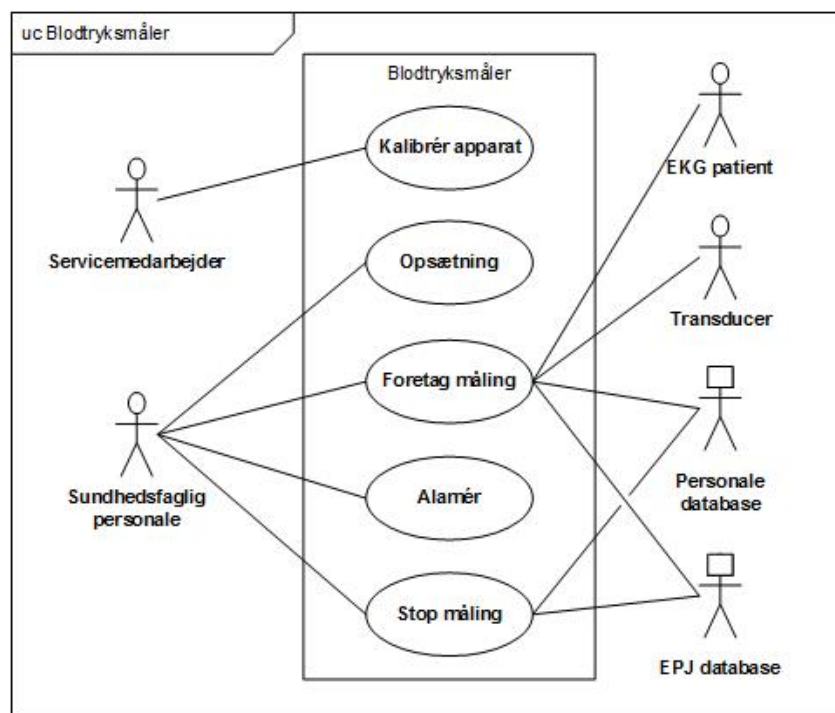 uc Blodtryksmåler
Blodtryksmåler
Kalibrér apparat
EKG patient
Servicemedarbejder
Opsætning
Transducer
Foretag måling
Sundhedsfaglig
personale
Alamér
Personale
database
Stop måling
EPJ database